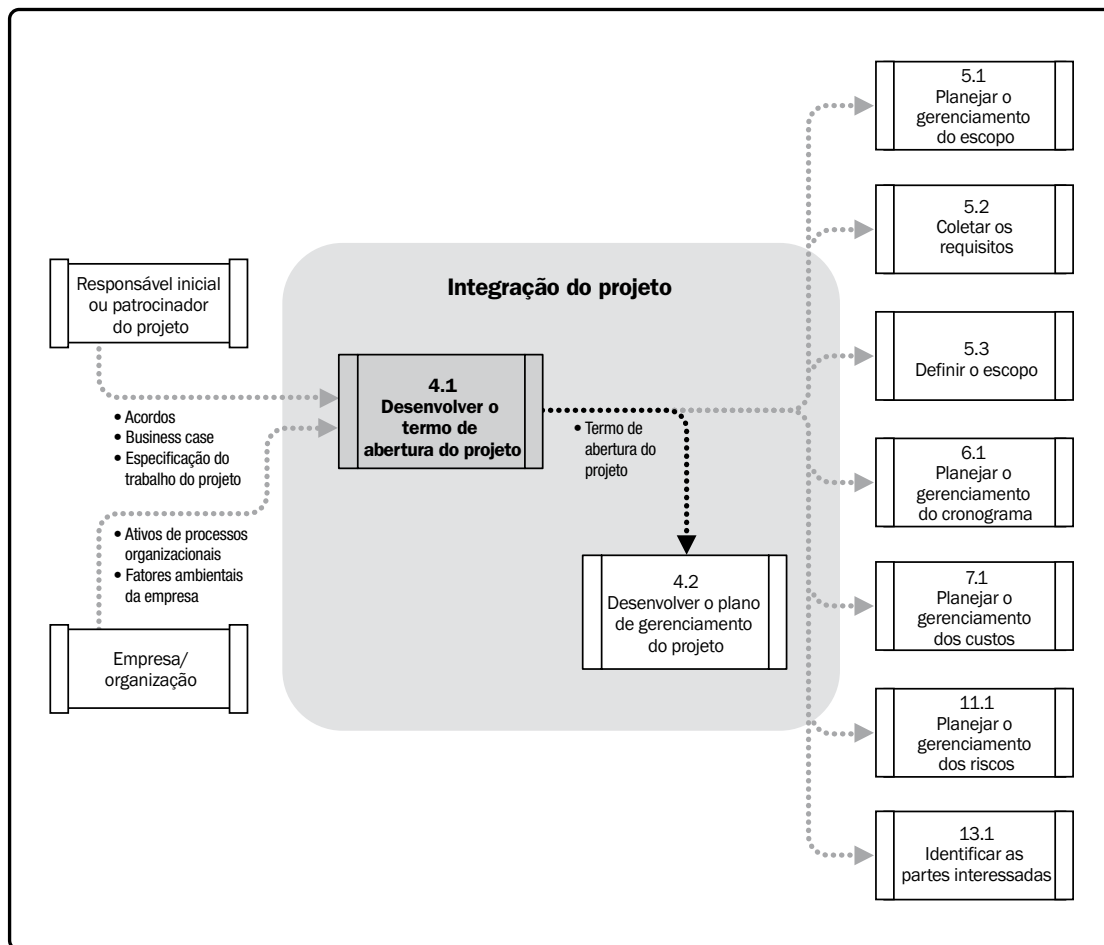 Responsável inicial
ou patrocinador
do projeto
• Acordos
• Business case
• Especificação do
trabalho do projeto
• Ativos de processos
organizacionais
• Fatores ambientais
da empresa
Empresa/
organização
Integração do projeto
4.1
Desenvolver o
termo de
abertura do projeto
• Termo de
abertura do
projeto
4.2
Desenvolver o plano
de gerenciamento
do projeto
5.1
Planejar o
gerenciamento
do escopo
5.2
Coletar os
requisitos
5.3
Definir o escopo
6.1
Planejar o
gerenciamento
do cronograma
7.1
Planejar o
gerenciamento
dos custos
11.1
Planejar o
gerenciamento
dos riscos
13.1
Identificar as
partes interessadas